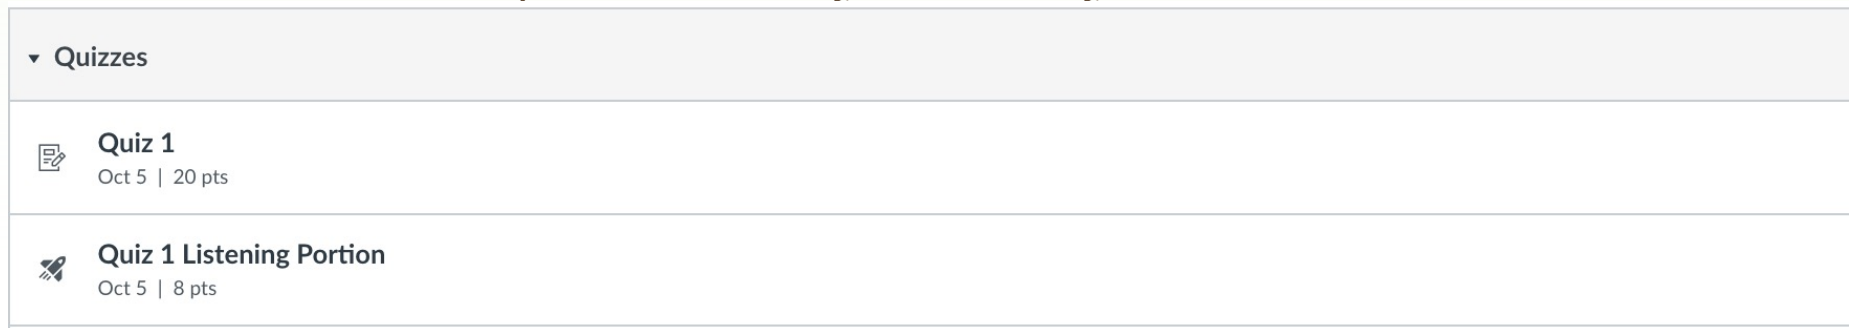 Quizzes
Quiz 1
Oct 5 | 20 pts
Quiz 1 Listening Portion
Oct 5 | 8 pts